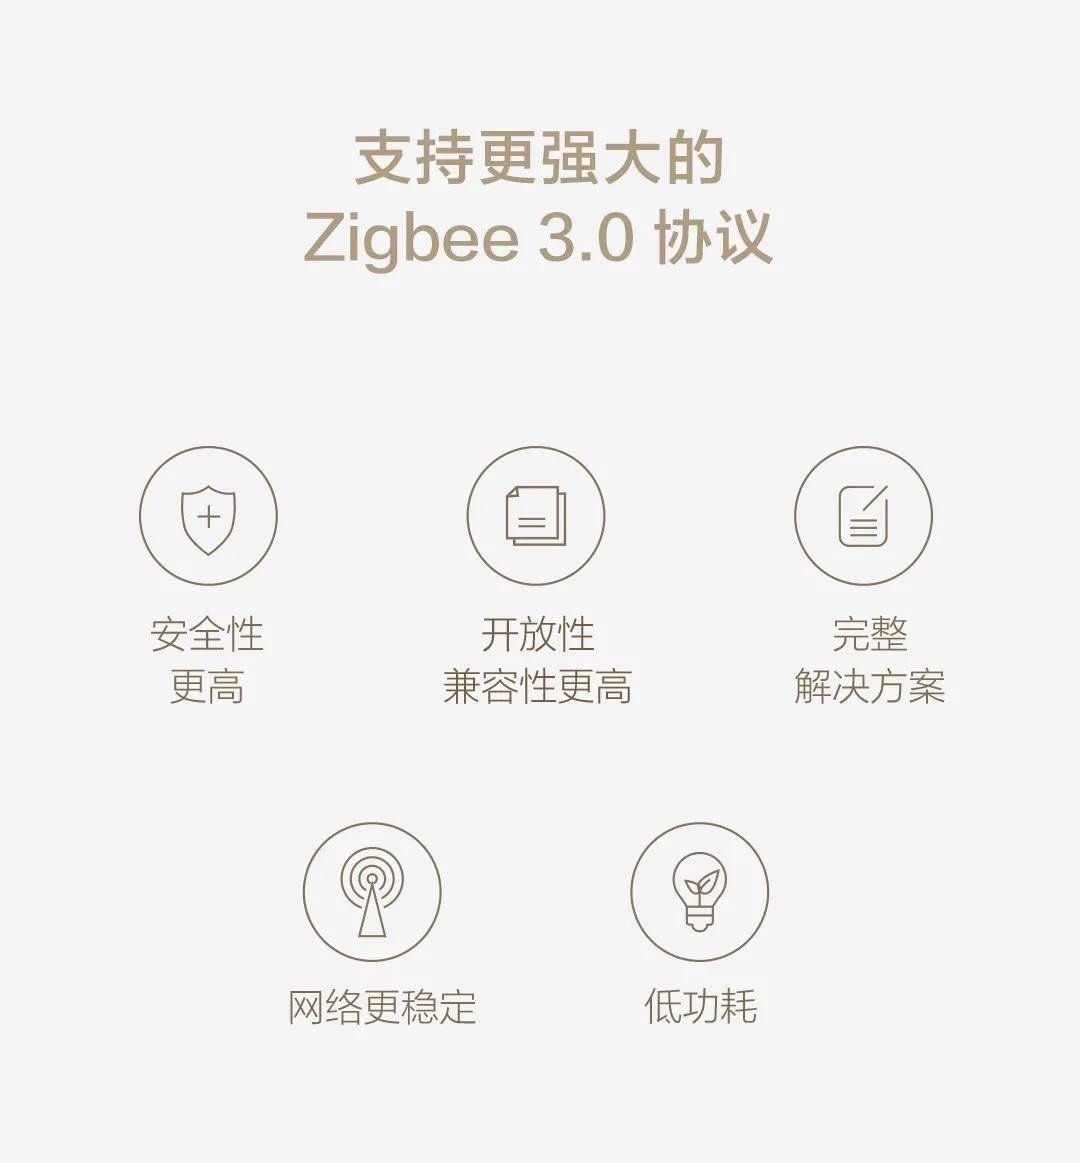 支持更强大的
Zigbee 3.0 协议
安全性
更高
开放性
兼容性更高
完整
解决方案
网络更稳定
低功耗